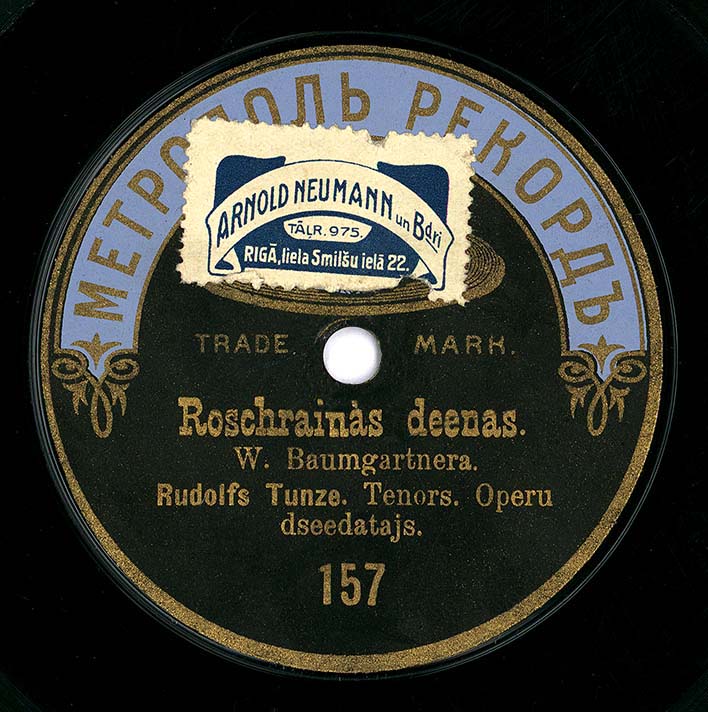 МЕТРОПОЛЬ РЕКОРДЪ
ARNOLD NEUMANN un Bdri
TĀĻR. 975.
RIGĀ, liela Smilšu ielā 22.
TRADE MARK.
Roschrainàs deenas.
W. Baumgartnera.
Rudolfs Tunze. Tenors. Operu
dseedatajs.
157